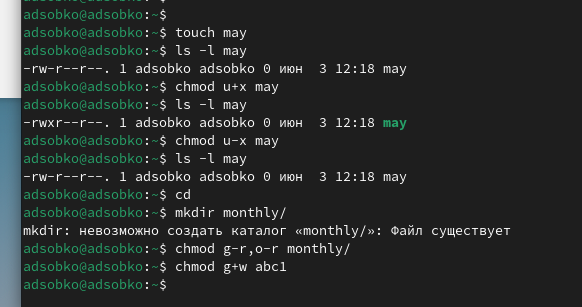 adsobko@adsobko:~$
adsobko@adsobko:~$ touch may
adsobko@adsobko:~$ ls -l may
-rw-r--r--. 1 adsobko adsobko 0 июн  3 12:18 may
adsobko@adsobko:~$ chmod u+x may
adsobko@adsobko:~$ ls -l may
-rwxr--r--. 1 adsobko adsobko 0 июн  3 12:18 may
adsobko@adsobko:~$ chmod u-x may
adsobko@adsobko:~$ ls -l may
-rw-r--r--. 1 adsobko adsobko 0 июн  3 12:18 may
adsobko@adsobko:~$ cd
adsobko@adsobko:~$ mkdir monthly/
mkdir: невозможно создать каталог «monthly/»: Файл существует
adsobko@adsobko:~$ chmod g-r,o-r monthly/
adsobko@adsobko:~$ chmod g+w abc1
adsobko@adsobko:~$